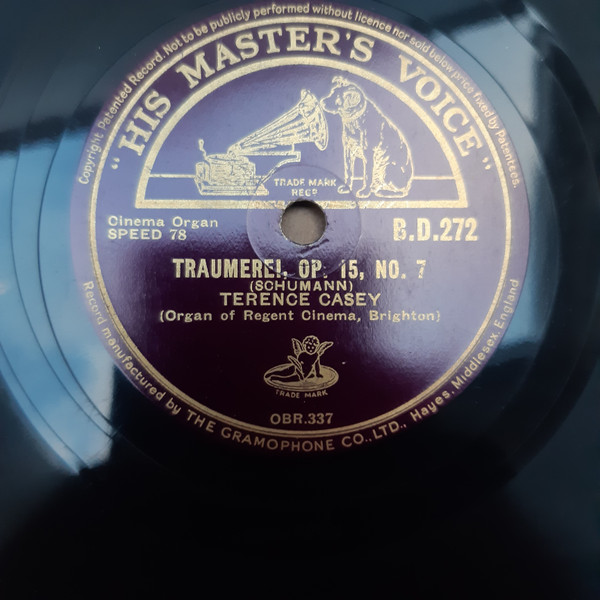 Copyright. Patented Record. Not to be publicly performed without licence nor sold below price fixed by Patentees.
"HIS MASTER'S VOICE"
TRADE MARK
REGD
Cinema Organ
SPEED 78
B.D.272
TRAUMEREI, OP. 15, NO. 7
(SCHUMANN)
TERENCE CASEY
(Organ of Regent Cinema, Brighton)
TRADE MARK
OBR.337
Record manufactured by THE GRAMOPHONE CO., LTD., Hayes, Middlesex, England